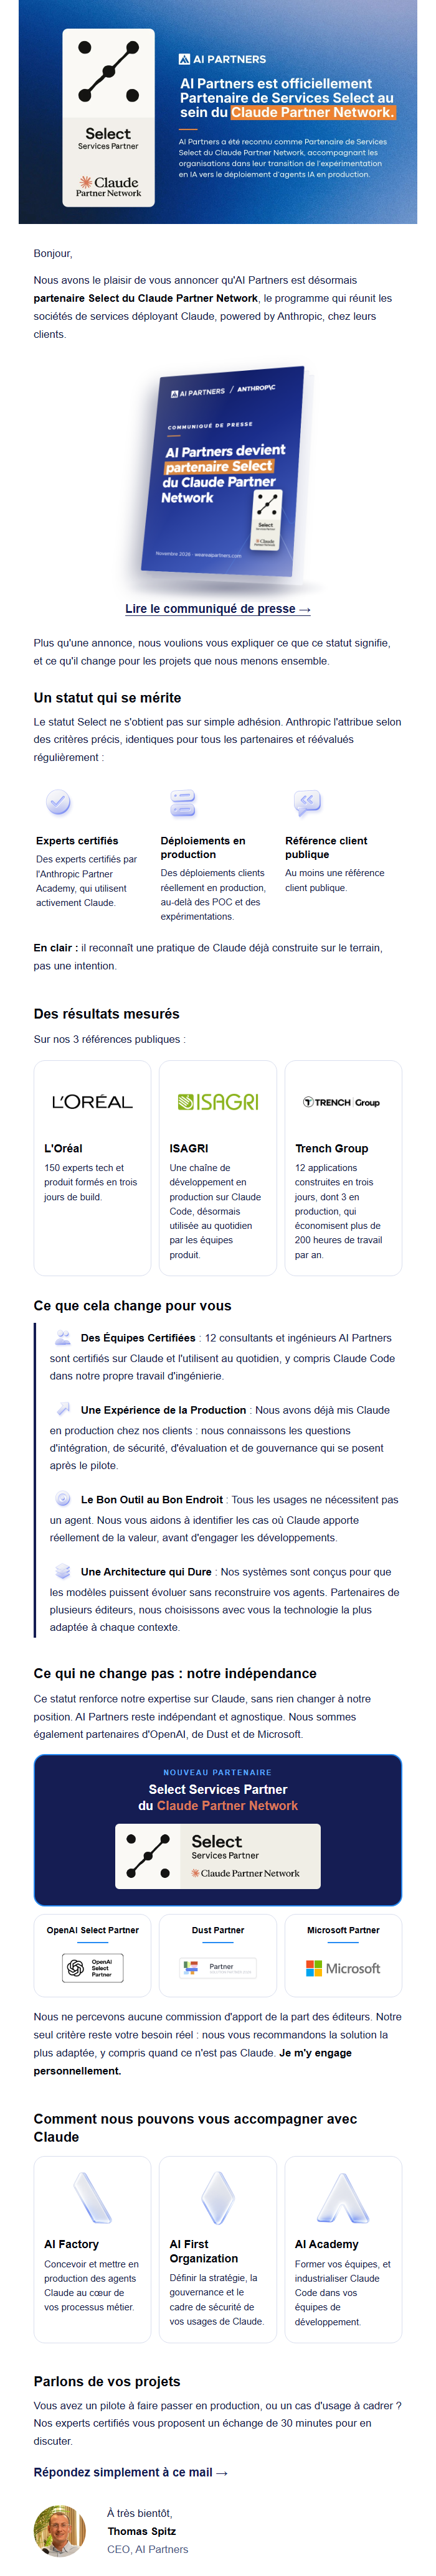 Select
Services Partner
Claude
Partner Network
AI PARTNERS
AI Partners est officiellement
Partenaire de Services Select au
sein du Claude Partner Network.
AI Partners a été reconnu comme Partenaire de Services
Select du Claude Partner Network, accompagnant les
organisations dans leur transition de l'expérimentation
en IA vers le déploiement d'agents IA en production.
Bonjour,
Nous avons le plaisir de vous annoncer qu'AI Partners est désormais
partenaire Select du Claude Partner Network, le programme qui réunit les
sociétés de services déployant Claude, powered by Anthropic, chez leurs
clients.
AI PARTNERS / ANTHROP\C
COMMUNIQUÉ DE PRESSE
AI Partners devient
partenaire Select
du Claude Partner
Network
Select
Services Partner
Claude
Partner Network
Novembre 2026 · weareaipartners.com
Lire le communiqué de presse →
Plus qu'une annonce, nous voulions vous expliquer ce que ce statut signifie,
et ce qu'il change pour les projets que nous menons ensemble.
Un statut qui se mérite
Le statut Select ne s'obtient pas sur simple adhésion. Anthropic l'attribue selon
des critères précis, identiques pour tous les partenaires et réévalués
régulièrement :
Experts certifiés
Des experts certifiés par
l'Anthropic Partner
Academy, qui utilisent
activement Claude.
Déploiements en
production
Des déploiements clients
réellement en production,
au-delà des POC et des
expérimentations.
Référence client
publique
Au moins une référence
client publique.
En clair : il reconnaît une pratique de Claude déjà construite sur le terrain,
pas une intention.
Des résultats mesurés
Sur nos 3 références publiques :
L'ORÉAL
L'Oréal
150 experts tech et
produit formés en trois
jours de build.
ISAGRI
ISAGRI
Une chaîne de
développement en
production sur Claude
Code, désormais
utilisée au quotidien
par les équipes
produit.
TRENCH Group
Trench Group
12 applications
construites en trois
jours, dont 3 en
production, qui
économisent plus de
200 heures de travail
par an.
Ce que cela change pour vous
Des Équipes Certifiées : 12 consultants et ingénieurs AI Partners
sont certifiés sur Claude et l'utilisent au quotidien, y compris Claude Code
dans notre propre travail d'ingénierie.
Une Expérience de la Production : Nous avons déjà mis Claude
en production chez nos clients : nous connaissons les questions
d'intégration, de sécurité, d'évaluation et de gouvernance qui se posent
après le pilote.
Le Bon Outil au Bon Endroit : Tous les usages ne nécessitent pas
un agent. Nous vous aidons à identifier les cas où Claude apporte
réellement de la valeur, avant d'engager les développements.
Une Architecture qui Dure : Nos systèmes sont conçus pour que
les modèles puissent évoluer sans reconstruire vos agents. Partenaires de
plusieurs éditeurs, nous choisissons avec vous la technologie la plus
adaptée à chaque contexte.
Ce qui ne change pas : notre indépendance
Ce statut renforce notre expertise sur Claude, sans rien changer à notre
position. AI Partners reste indépendant et agnostique. Nous sommes
également partenaires d'OpenAI, de Dust et de Microsoft.
NOUVEAU PARTENAIRE
Select Services Partner
du Claude Partner Network
Select
Services Partner
Claude Partner Network
OpenAI Select Partner
OpenAI
Select
Partner
Dust Partner
Partner
Microsoft Partner
Microsoft
Nous ne percevons aucune commission d'apport de la part des éditeurs. Notre
seul critère reste votre besoin réel : nous vous recommandons la solution la
plus adaptée, y compris quand ce n'est pas Claude. Je m'y engage
personnellement.
Comment nous pouvons vous accompagner avec
Claude
AI Factory
Concevoir et mettre en
production des agents
Claude au cœur de
vos processus métier.
AI First
Organization
Définir la stratégie, la
gouvernance et le
cadre de sécurité de
vos usages de Claude.
AI Academy
Former vos équipes, et
industrialiser Claude
Code dans vos
équipes de
développement.
Parlons de vos projets
Vous avez un pilote à faire passer en production, ou un cas d'usage à cadrer ?
Nos experts certifiés vous proposent un échange de 30 minutes pour en
discuter.
Répondez simplement à ce mail →
À très bientôt,
Thomas Spitz
CEO, AI Partners